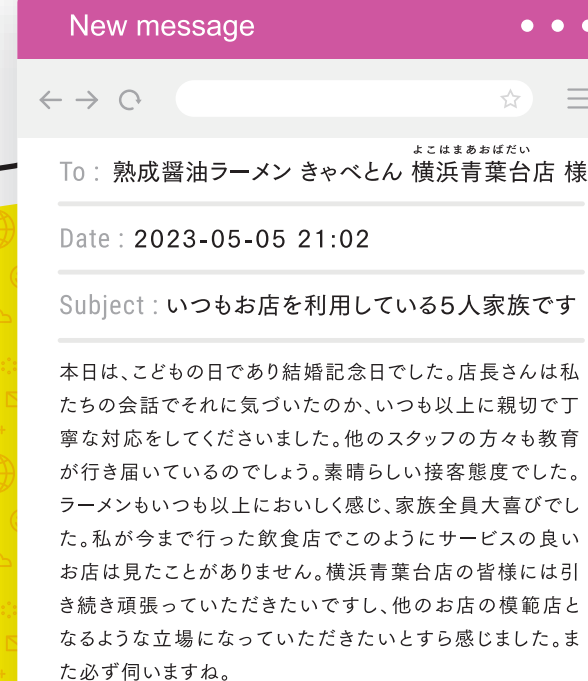 New message
よこはまあおばだい
To : 熟成醤油ラーメン きゃべとん 横浜青葉台店 様
Date : 2023-05-05 21:02
Subject : いつもお店を利用している5人家族です
本日は、こどもの日であり結婚記念日でした。店長さんは私
たちの会話でそれに気づいたのか、いつも以上に親切で丁
寧な対応をしてくださいました。他のスタッフの方々も教育
が行き届いているのでしょう。素晴らしい接客態度でした。
ラーメンもいつも以上においしく感じ、家族全員大喜びでし
た。私が今まで行った飲食店でこのようにサービスの良い
お店は見たことがありません。横浜青葉台店の皆様には引
き続き頑張っていただきたいですし、他のお店の模範店と
なるような立場になっていただきたいとすら感じました。ま
た必ず伺いますね。